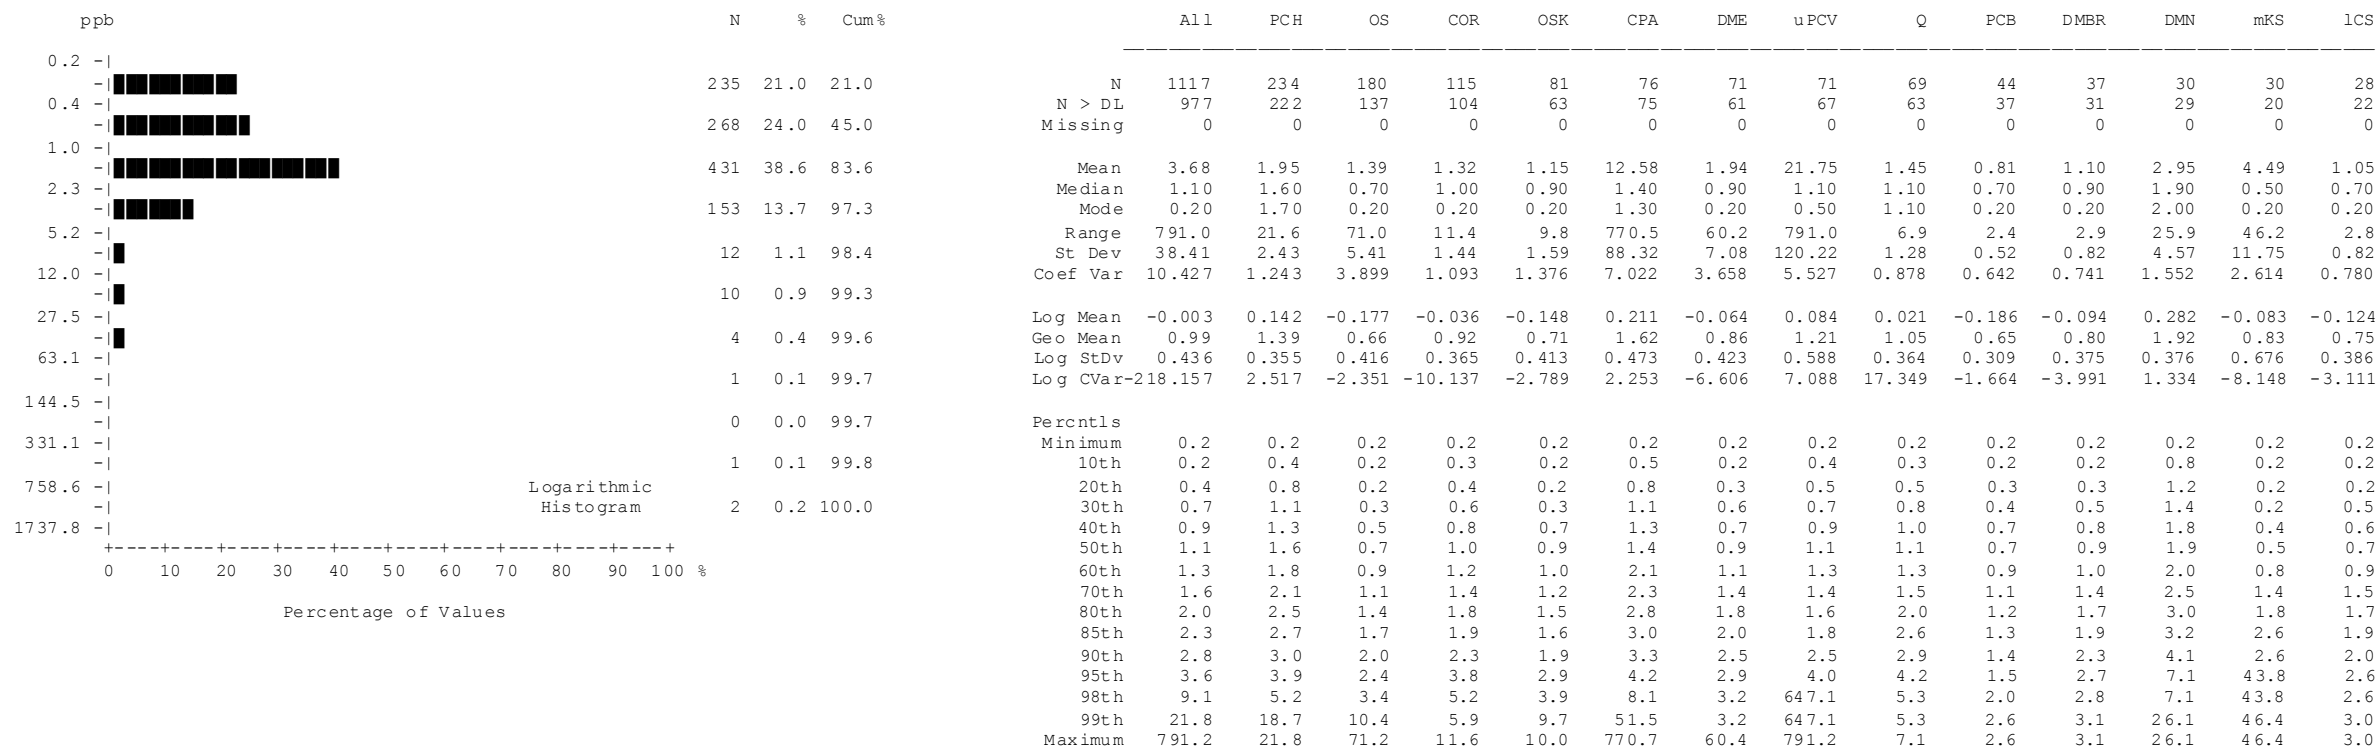 ppb N % Cum% All PCH OS COR OSK CPA DME uPCV Q PCB DMBR DMN mKS lCS
0.2 -|
-| 235 21.0 21.0 N 1117 234 180 115 81 76 71 71 69 44 37 30 30 28
0.4 -| N > DL 977 222 137 104 63 75 61 67 63 37 31 29 20 22
-| 268 24.0 45.0 Missing 0 0 0 0 0 0 0 0 0 0 0 0 0 0
1.0 -|
-| 431 38.6 83.6 Mean 3.68 1.95 1.39 1.32 1.15 12.58 1.94 21.75 1.45 0.81 1.10 2.95 4.49 1.05
2.3 -| Median 1.10 1.60 0.70 1.00 0.90 1.40 0.90 1.10 1.10 0.70 0.90 1.90 0.50 0.70
-| 153 13.7 97.3 Mode 0.20 1.70 0.20 0.20 0.20 1.30 0.20 0.50 1.10 0.20 0.20 2.00 0.20 0.20
5.2 -| Range 791.0 21.6 71.0 11.4 9.8 770.5 60.2 791.0 6.9 2.4 2.9 25.9 46.2 2.8
-| 12 1.1 98.4 St Dev 38.41 2.43 5.41 1.44 1.59 88.32 7.08 120.22 1.28 0.52 0.82 4.57 11.75 0.82
12.0 -| Coef Var 10.427 1.243 3.899 1.093 1.376 7.022 3.658 5.527 0.878 0.642 0.741 1.552 2.614 0.780
-| 10 0.9 99.3
27.5 -| Log Mean -0.003 0.142 -0.177 -0.036 -0.148 0.211 -0.064 0.084 0.021 -0.186 -0.094 0.282 -0.083 -0.124
-| 4 0.4 99.6 Geo Mean 0.99 1.39 0.66 0.92 0.71 1.62 0.86 1.21 1.05 0.65 0.80 1.92 0.83 0.75
63.1 -| Log StDv 0.436 0.355 0.416 0.365 0.413 0.473 0.423 0.588 0.364 0.309 0.375 0.376 0.676 0.386
-| 1 0.1 99.7 Log CVar-218.157 2.517 -2.351 -10.137 -2.789 2.253 -6.606 7.088 17.349 -1.664 -3.991 1.334 -8.148 -3.111
144.5 -|
-| 0 0.0 99.7 Percntls
331.1 -| Minimum 0.2 0.2 0.2 0.2 0.2 0.2 0.2 0.2 0.2 0.2 0.2 0.2 0.2 0.2
-| 1 0.1 99.8 10th 0.2 0.4 0.2 0.3 0.2 0.5 0.2 0.4 0.3 0.2 0.2 0.8 0.2 0.2
758.6 -| Logarithmic 20th 0.4 0.8 0.2 0.4 0.2 0.8 0.3 0.5 0.5 0.3 0.3 1.2 0.2 0.2
-| Histogram 2 0.2 100.0 30th 0.7 1.1 0.3 0.6 0.3 1.1 0.6 0.7 0.8 0.4 0.5 1.4 0.2 0.5
1737.8 -| 40th 0.9 1.3 0.5 0.8 0.7 1.3 0.7 0.9 1.0 0.7 0.8 1.8 0.4 0.6
+----+----+----+----+----+----+----+----+----+----+ 50th 1.1 1.6 0.7 1.0 0.9 1.4 0.9 1.1 1.1 0.7 0.9 1.9 0.5 0.7
0 10 20 30 40 50 60 70 80 90 100 % 60th 1.3 1.8 0.9 1.2 1.0 2.1 1.1 1.3 1.3 0.9 1.0 2.0 0.8 0.9
70th 1.6 2.1 1.1 1.4 1.2 2.3 1.4 1.4 1.5 1.1 1.4 2.5 1.4 1.5
Percentage of Values 80th 2.0 2.5 1.4 1.8 1.5 2.8 1.8 1.6 2.0 1.2 1.7 3.0 1.8 1.7
85th 2.3 2.7 1.7 1.9 1.6 3.0 2.0 1.8 2.6 1.3 1.9 3.2 2.6 1.9
90th 2.8 3.0 2.0 2.3 1.9 3.3 2.5 2.5 2.9 1.4 2.3 4.1 2.6 2.0
95th 3.6 3.9 2.4 3.8 2.9 4.2 2.9 4.0 4.2 1.5 2.7 7.1 43.8 2.6
98th 9.1 5.2 3.4 5.2 3.9 8.1 3.2 647.1 5.3 2.0 2.8 7.1 43.8 2.6
99th 21.8 18.7 10.4 5.9 9.7 51.5 3.2 647.1 5.3 2.6 3.1 26.1 46.4 3.0
Maximum 791.2 21.8 71.2 11.6 10.0 770.7 60.4 791.2 7.1 2.6 3.1 26.1 46.4 3.0